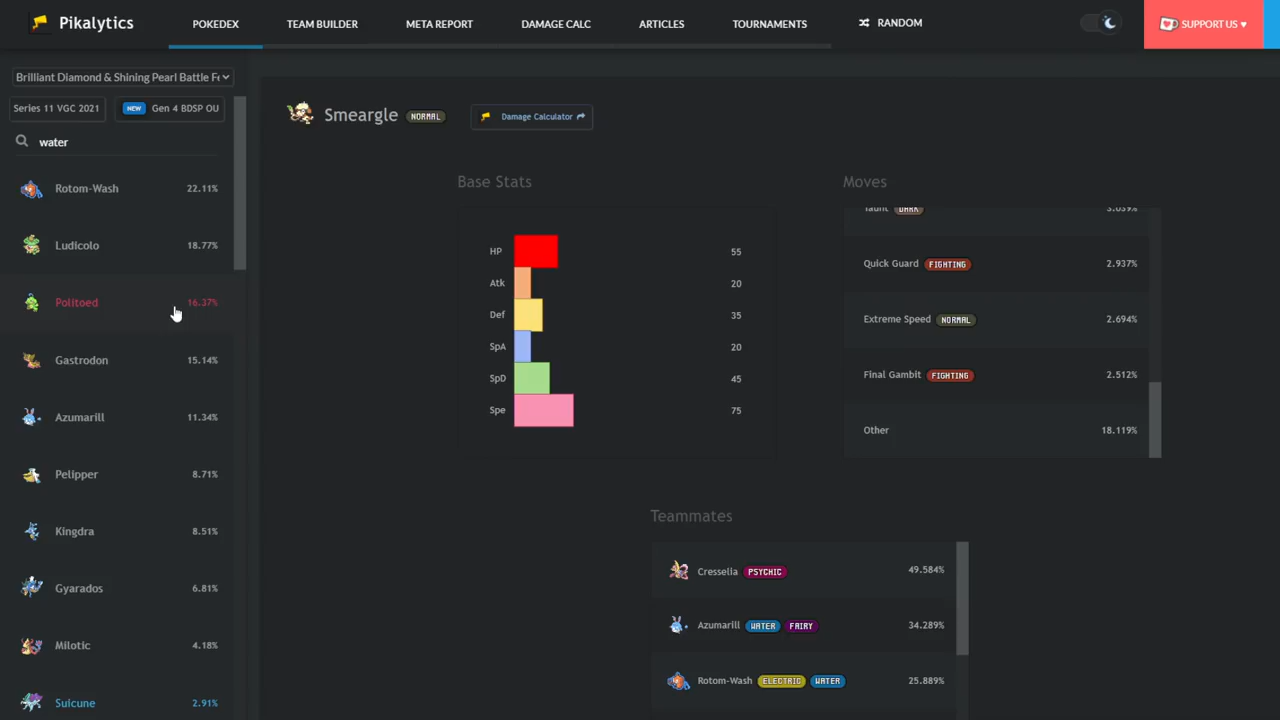 Pikalytics
POKEDEX
TEAM BUILDER
META REPORT
DAMAGE CALC
ARTICLES
TOURNAMENTS
RANDOM
SUPPORT US ♥
Brilliant Diamond & Shining Pearl Battle Fe
Series 11 VGC 2021
NEW Gen 4 BDSP OU
water
Rotom-Wash 22.11%
Ludicolo 18.77%
Politoed 16.37%
Gastrodon 15.14%
Azumarill 11.34%
Pelipper 8.71%
Kingdra 8.51%
Gyarados 6.81%
Milotic 4.18%
Suicune 2.91%
Smeargle NORMAL
Damage Calculator
Base Stats
HP 55
Atk 20
Def 35
SpA 20
SpD 45
Spe 75
Moves
Taunt DARK 3.039%
Quick Guard FIGHTING 2.937%
Extreme Speed NORMAL 2.694%
Final Gambit FIGHTING 2.512%
Other 18.119%
Teammates
Cresselia PSYCHIC 49.584%
Azumarill WATER FAIRY 34.289%
Rotom-Wash ELECTRIC WATER 25.889%